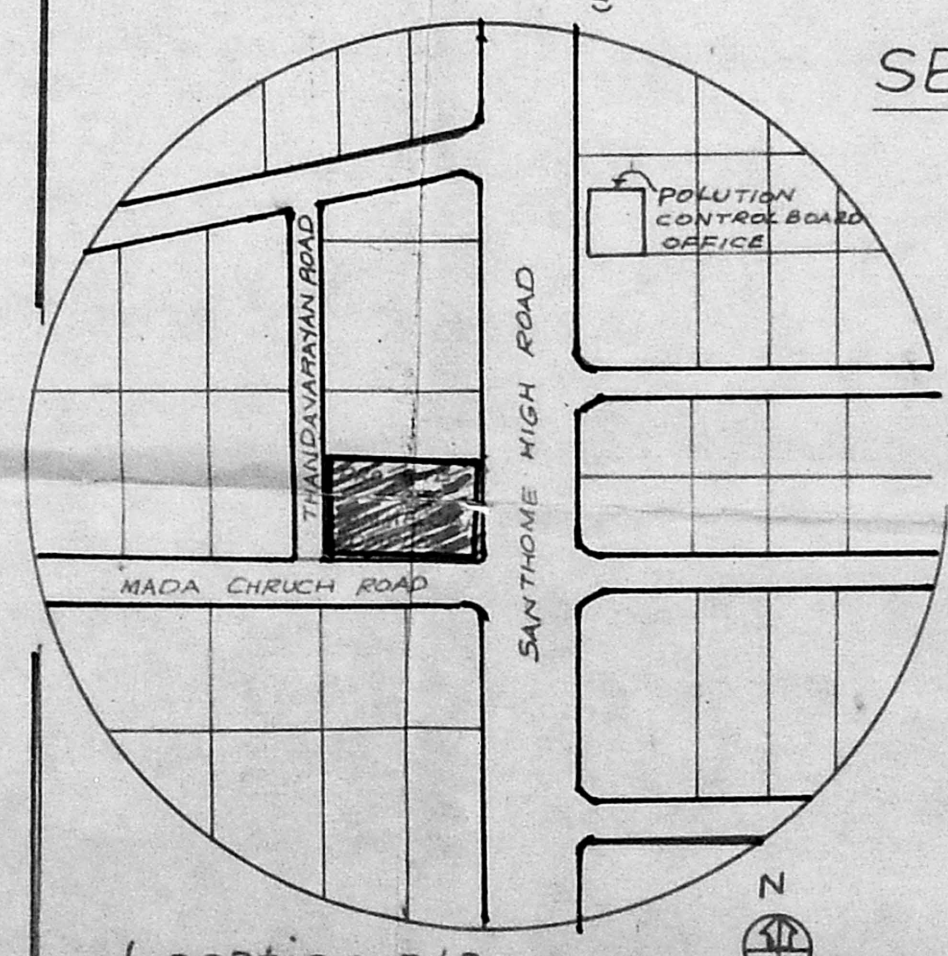 SE
POLUTION
CONTROL BOARD
OFFICE
THANDAVARAYAN ROAD
SANTHOME HIGH ROAD
MADA CHRUCH ROAD
N